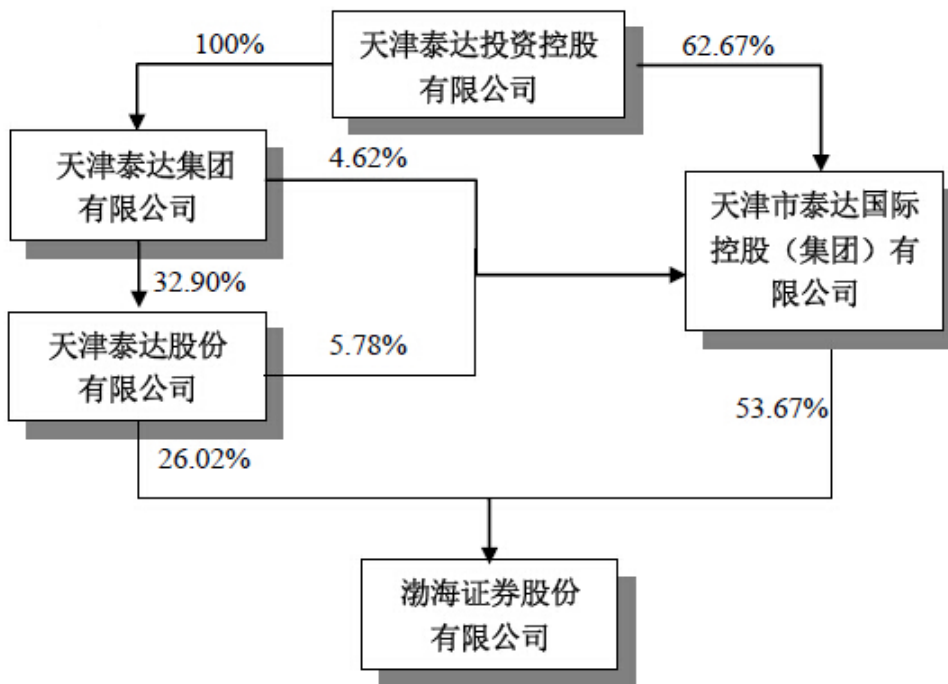 100%
天津泰达投资控股
有限公司
62.67%
天津泰达集团
有限公司
4.62%
天津市泰达国际
控股（集团）有
限公司
32.90%
天津泰达股份
有限公司
5.78%
53.67%
26.02%
渤海证券股份
有限公司